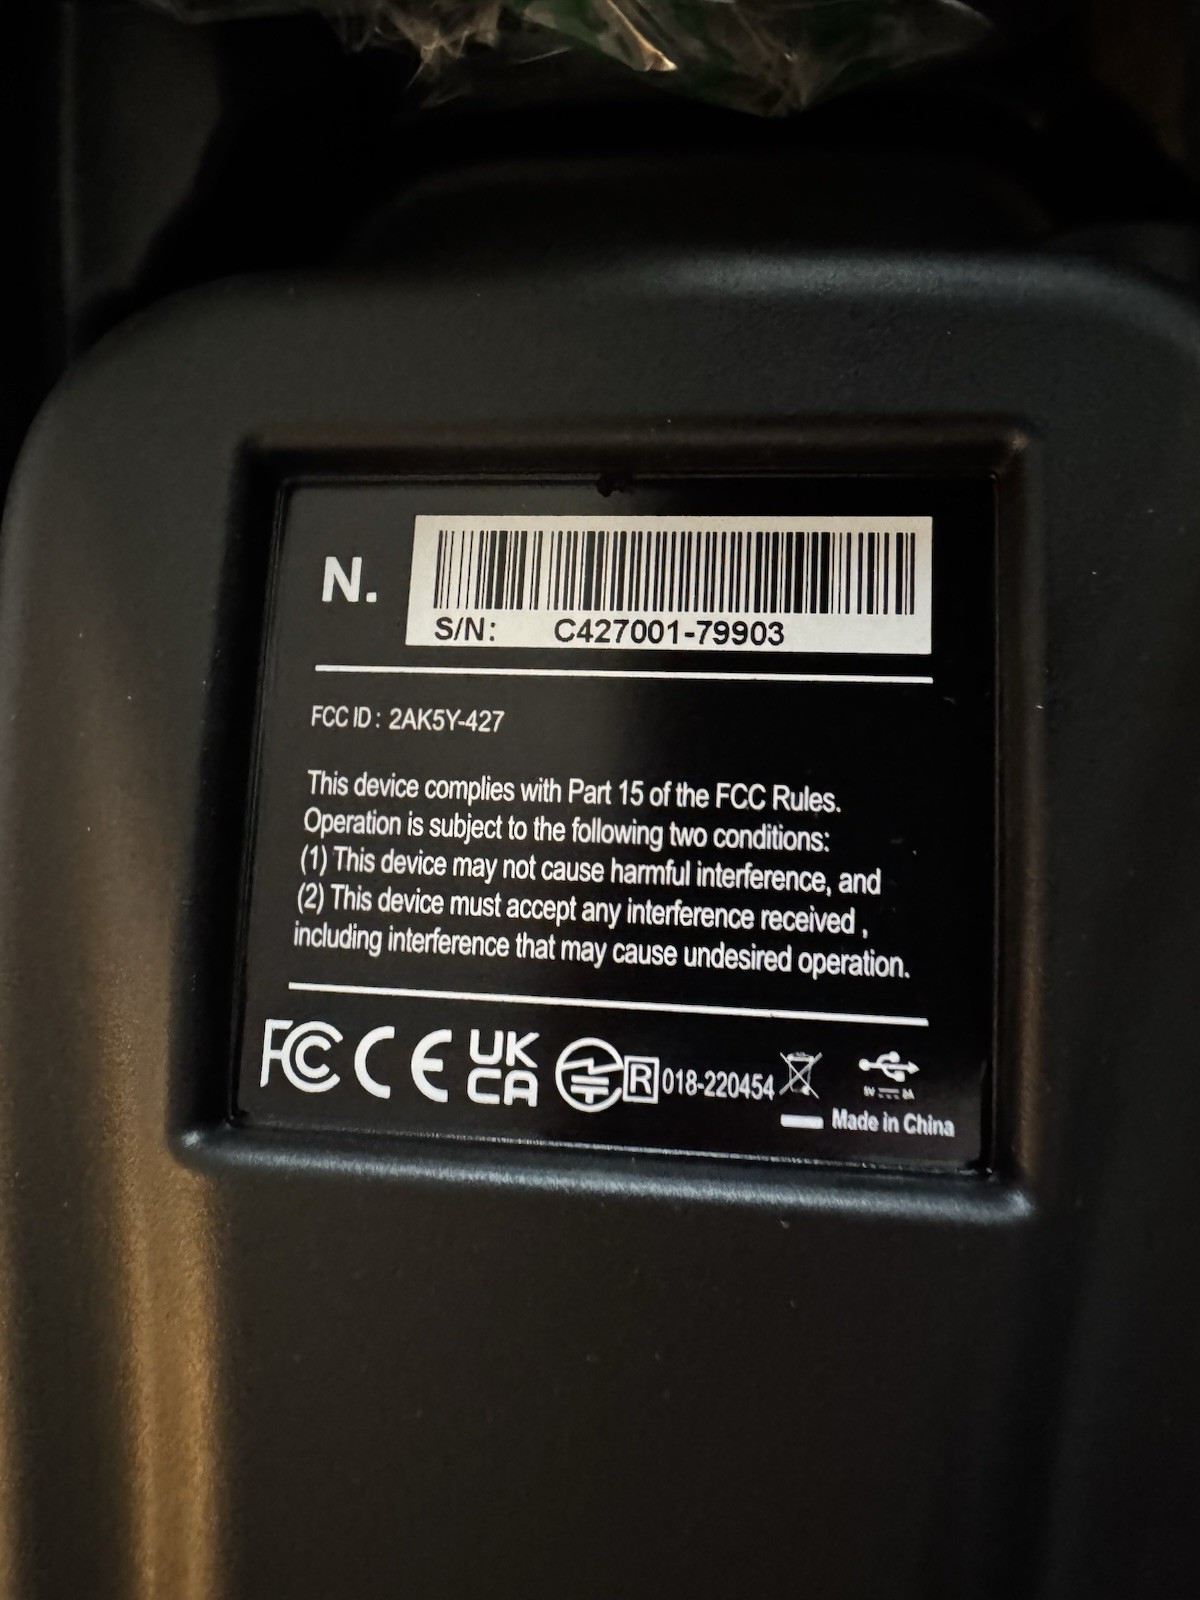 N.
S/N: C427001-79903
FCC ID : 2AK5Y-427
This device complies with Part 15 of the FCC Rules.
Operation is subject to the following two conditions:
(1) This device may not cause harmful interference, and
(2) This device must accept any interference received ,
including interference that may cause undesired operation.
FC CE UK CA R 018-220454
Made in China